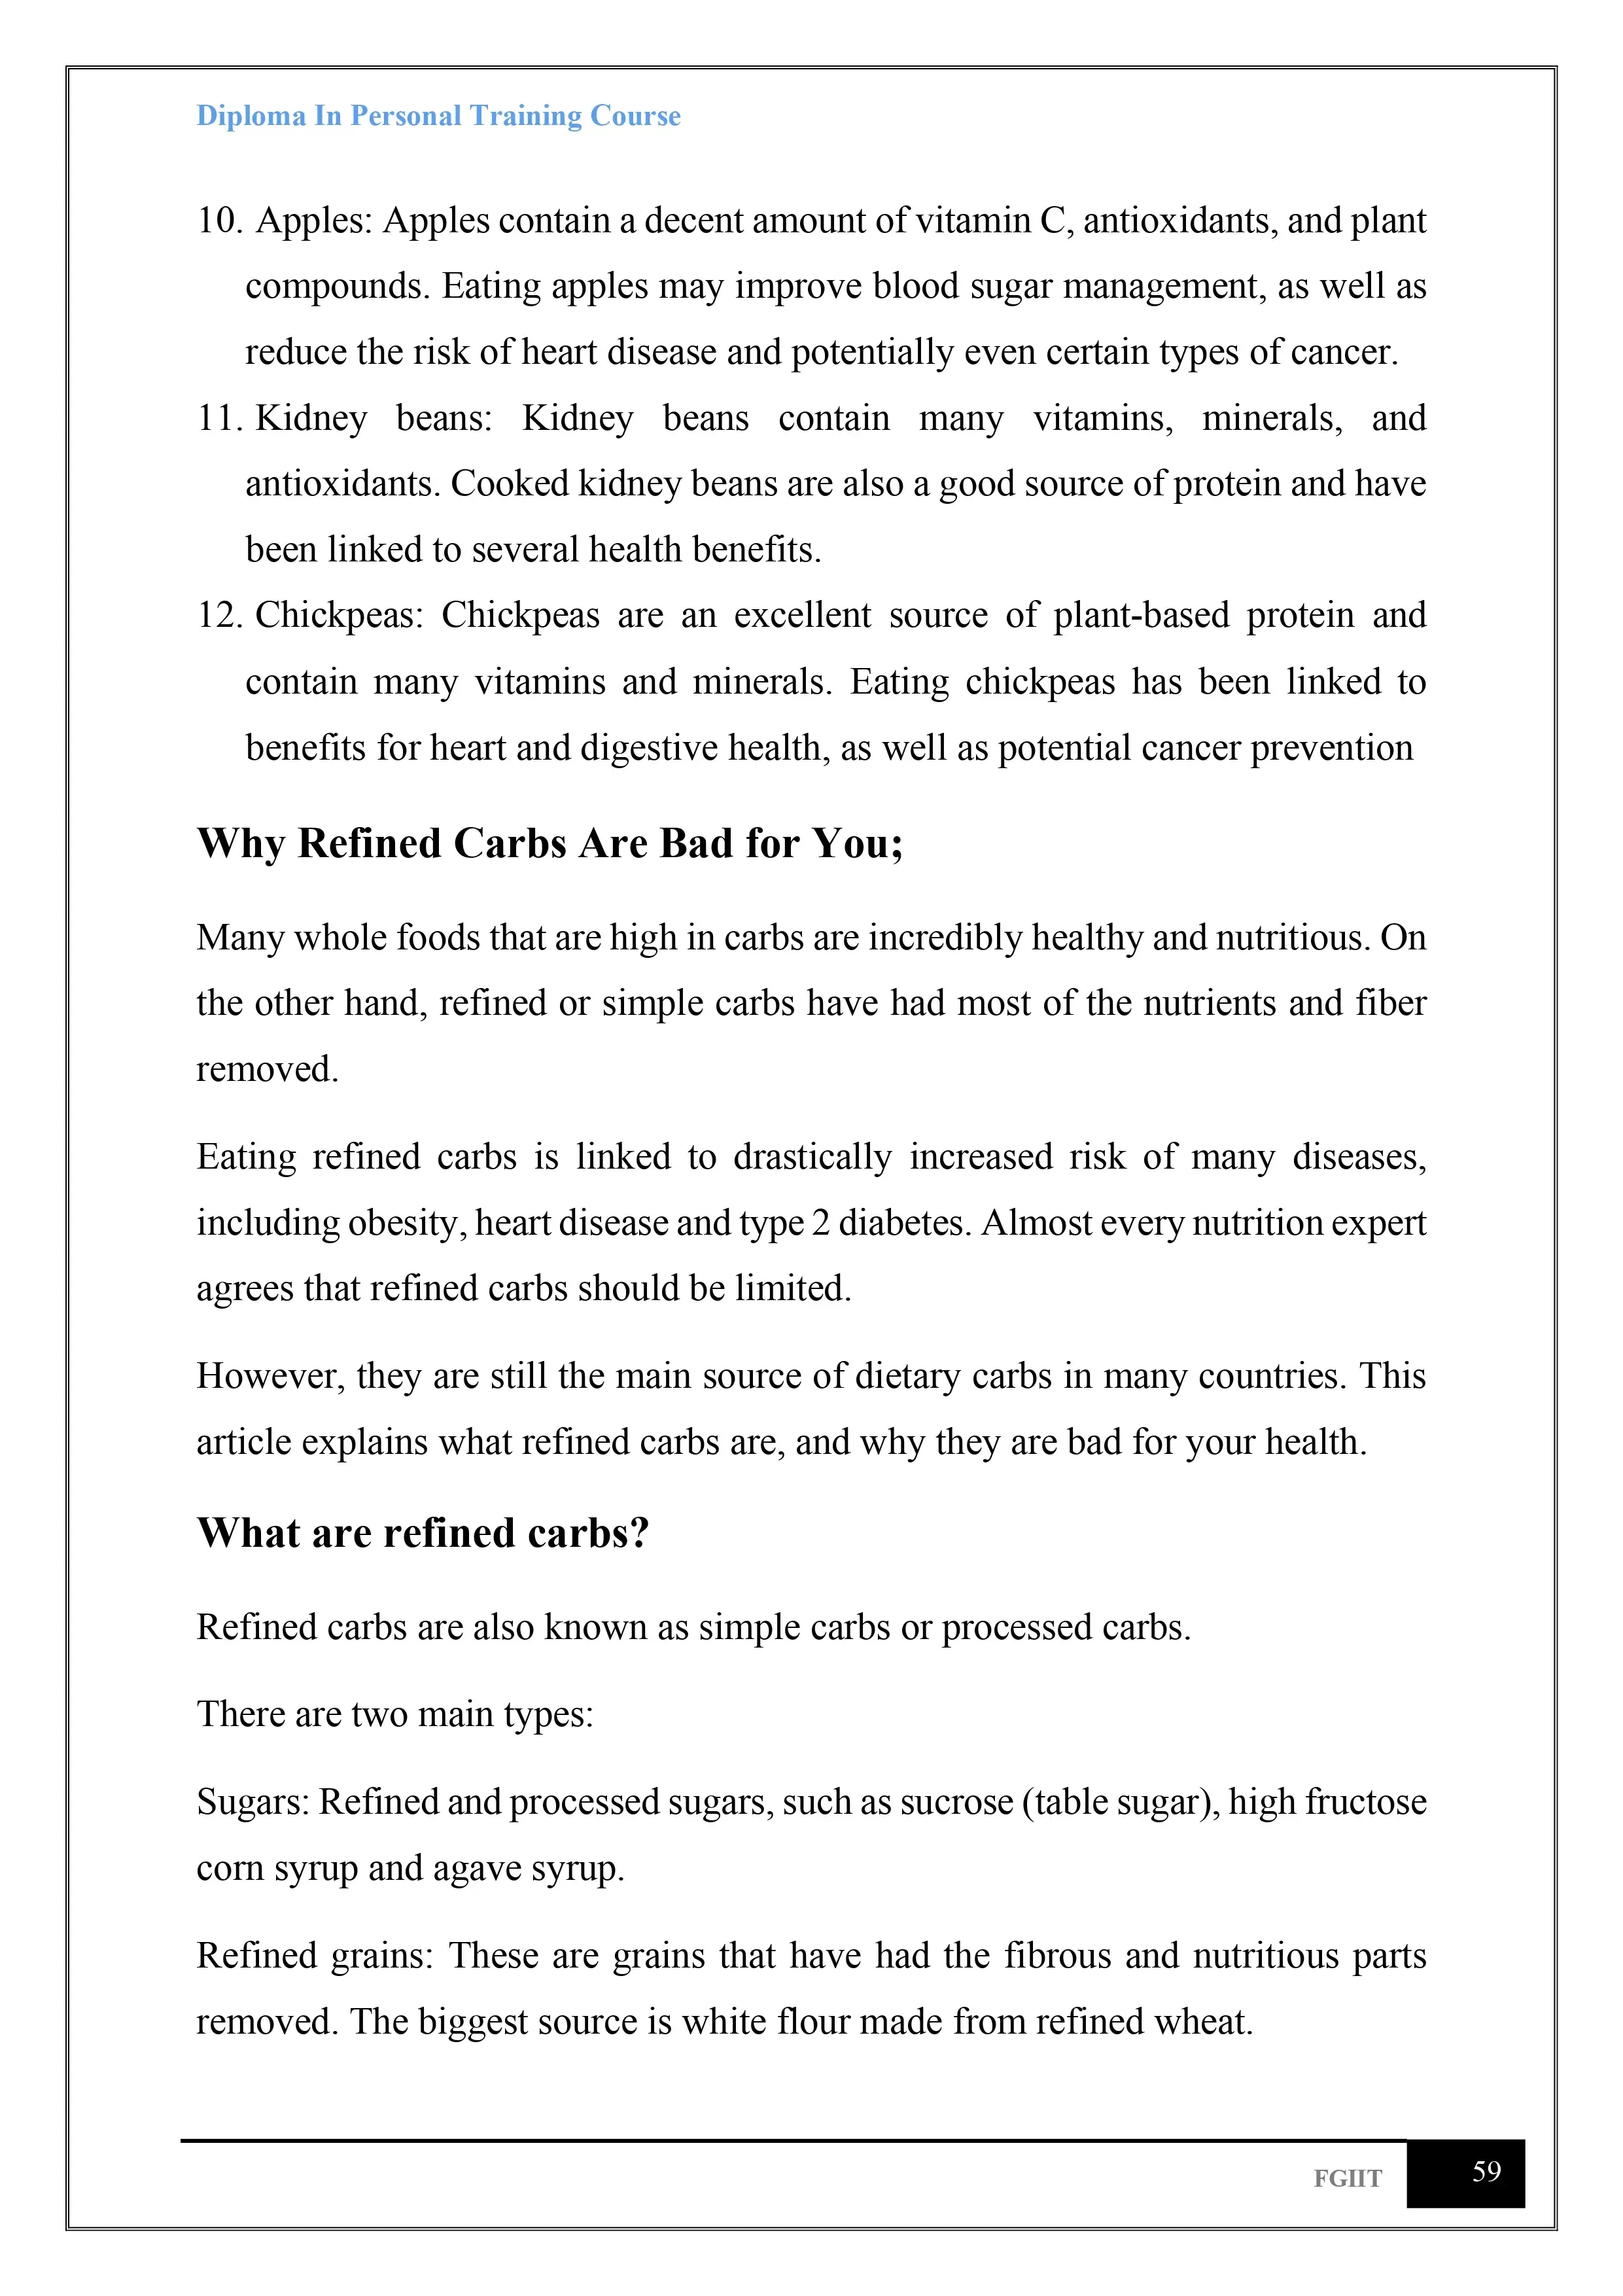 Diploma In Personal Training Course
10. Apples: Apples contain a decent amount of vitamin C, antioxidants, and plant
compounds. Eating apples may improve blood sugar management, as well as
reduce the risk of heart disease and potentially even certain types of cancer.
11. Kidney beans: Kidney beans contain many vitamins, minerals, and
antioxidants. Cooked kidney beans are also a good source of protein and have
been linked to several health benefits.
12. Chickpeas: Chickpeas are an excellent source of plant-based protein and
contain many vitamins and minerals. Eating chickpeas has been linked to
benefits for heart and digestive health, as well as potential cancer prevention
Why Refined Carbs Are Bad for You;
Many whole foods that are high in carbs are incredibly healthy and nutritious. On
the other hand, refined or simple carbs have had most of the nutrients and fiber
removed.
Eating refined carbs is linked to drastically increased risk of many diseases,
including obesity, heart disease and type 2 diabetes. Almost every nutrition expert
agrees that refined carbs should be limited.
However, they are still the main source of dietary carbs in many countries. This
article explains what refined carbs are, and why they are bad for your health.
What are refined carbs?
Refined carbs are also known as simple carbs or processed carbs.
There are two main types:
Sugars: Refined and processed sugars, such as sucrose (table sugar), high fructose
corn syrup and agave syrup.
Refined grains: These are grains that have had the fibrous and nutritious parts
removed. The biggest source is white flour made from refined wheat.
FGIIT 59